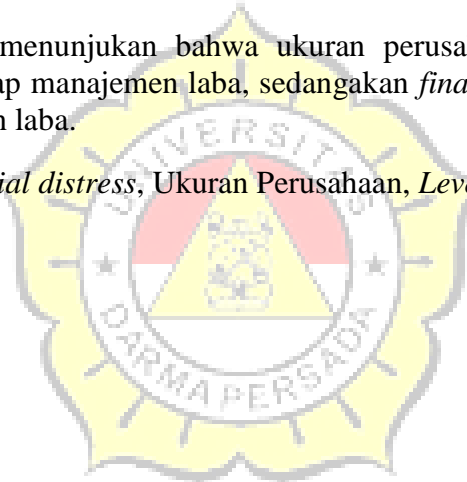 menunjukan bahwa ukuran perusa
ap manajemen laba, sedangakan fina
n laba.
ial distress, Ukuran Perusahaan, Leve
UNIVERSITAS
DARMA PERSADA